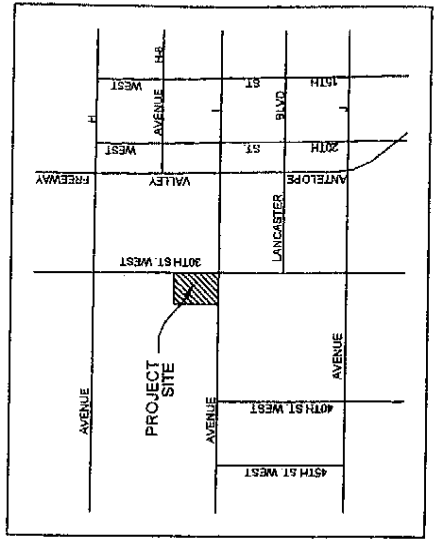 H
AVENUE
FREEWAY
AVENUE
H-8
WEST
WEST
VALLEY
30TH ST. WEST
PROJECT
SITE
AVENUE
ST.
ST.
LANCASTER
BLVD
ANTELOPE
20TH
15TH
40TH ST. WEST
45TH ST. WEST
AVENUE